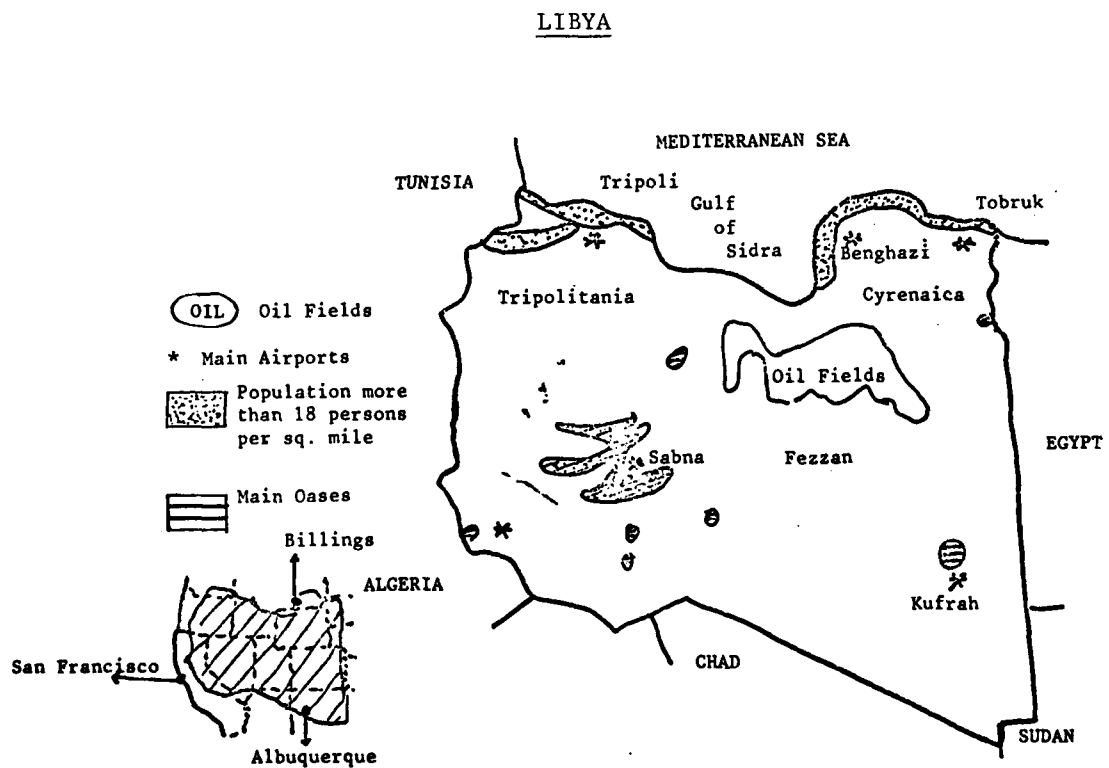 LIBYA
MEDITERRANEAN SEA
TUNISIA
Tripoli
Gulf
of
Sidra
Tobruk
Benghazi
Tripolitania
Cyrenaica
OIL Oil Fields
* Main Airports
Population more
than 18 persons
per sq. mile
Main Oases
Oil Fields
Sabna
Fezzan
EGYPT
Kufrah
ALGERIA
CHAD
SUDAN
Billings
San Francisco
Albuquerque